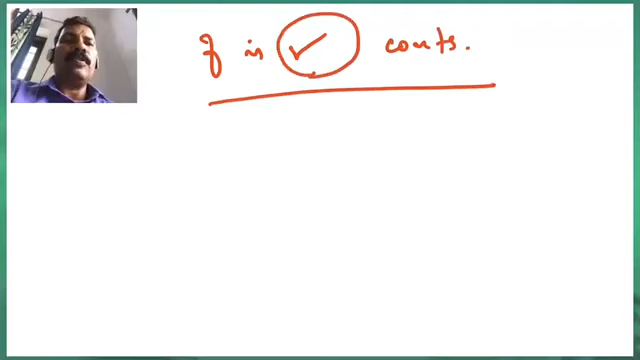 f is ✓ conts.